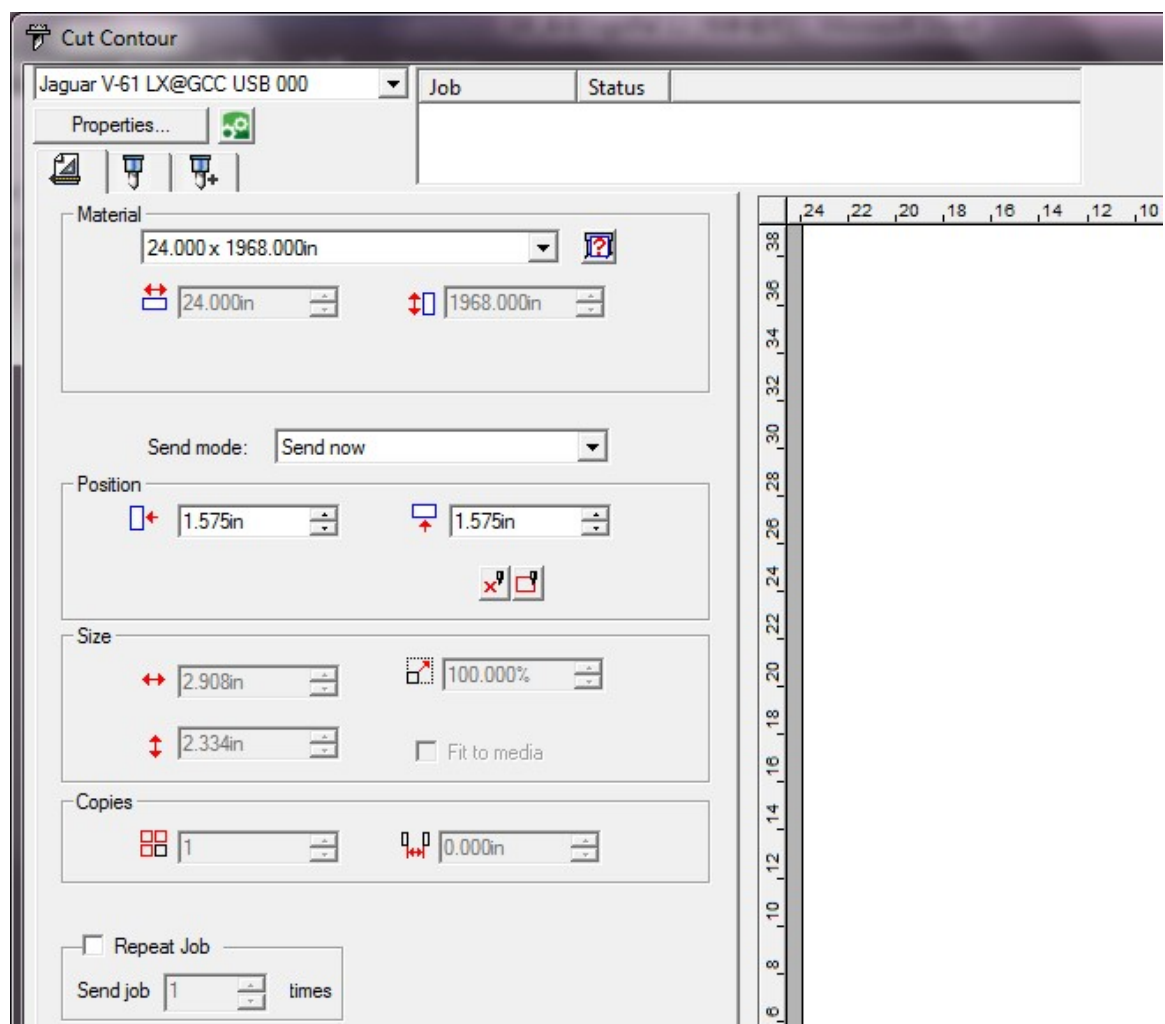 Cut Contour
Jaguar V-61 LX@GCC USB 000
Job Status
Properties...
Material
24.000 x 1968.000in
24.000in 1968.000in
Send mode: Send now
Position
1.575in 1.575in
Size
2.908in 100.000%
2.334in Fit to media
Copies
1 0.000in
Repeat Job
Send job 1 times
24 22 20 18 16 14 12 10
38
36
34
32
30
28
26
24
22
20
18
16
14
12
10
8
6